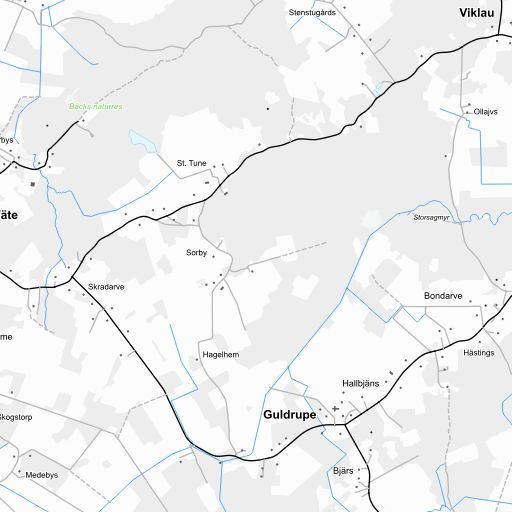 Viklau
Stenstugårds
Backs naturres
Ollajvs
St. Tune
Storsagmyr
Sorby
Skradarve
Bondarve
Hagelhem
Hästings
Hallbjäns
Guldrupe
Skogstorp
Bjärs
Medebys